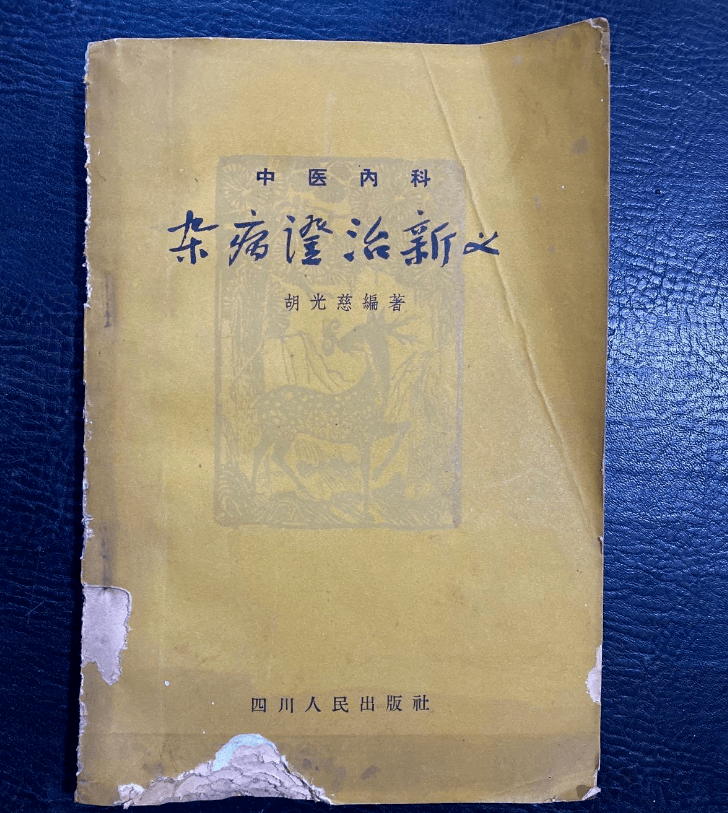 中医内科
杂病證治新义
胡光慈編著
四川人民出版社